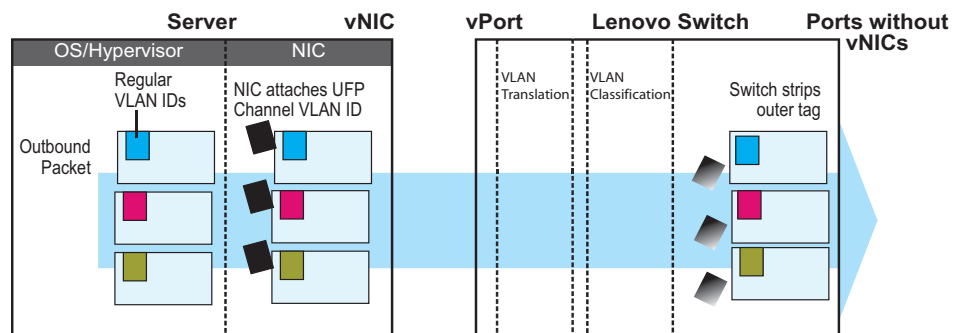 Server
vNIC
vPort
Lenovo Switch
Ports without
vNICs
OS/Hypervisor
NIC
Regular
VLAN IDs
NIC attaches UFP
Channel VLAN ID
VLAN
Translation
VLAN
Classification
Switch strips
outer tag
Outbound
Packet